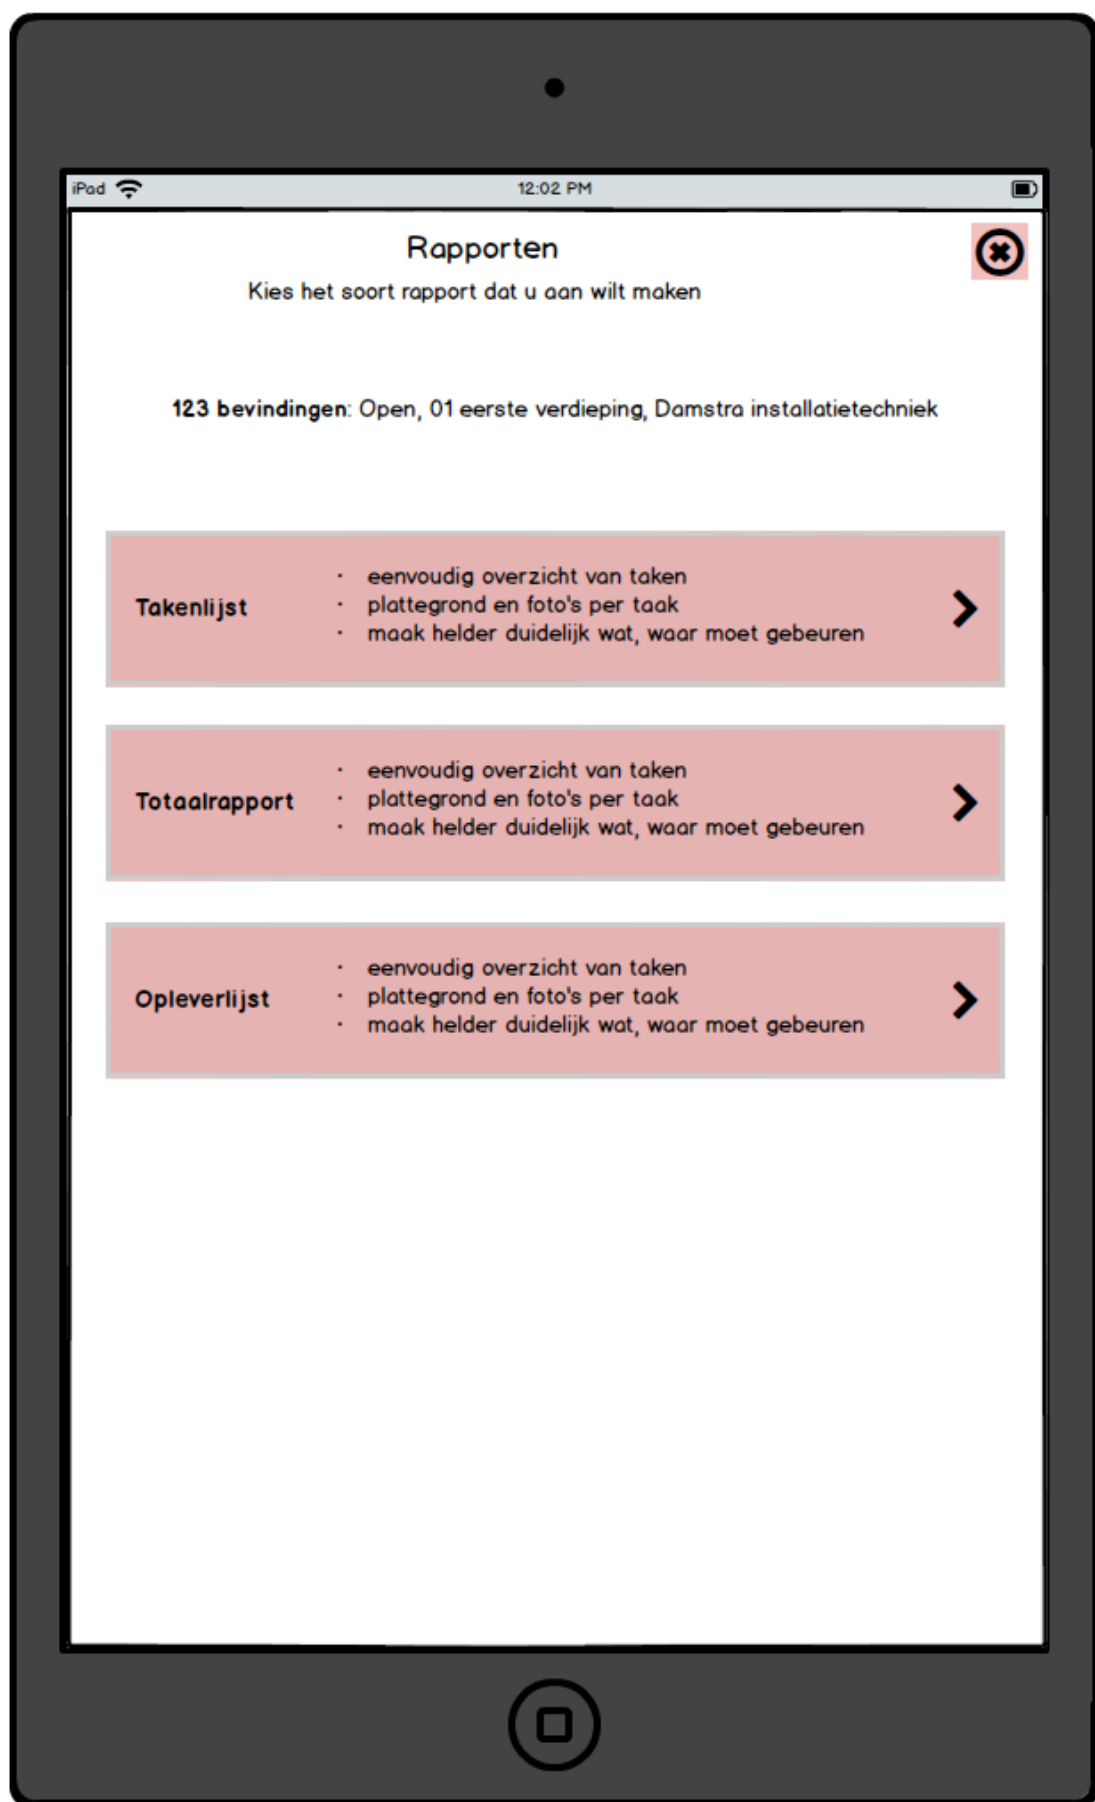 iPad
12:02 PM
Rapporten
Kies het soort rapport dat u aan wilt maken
123 bevindingen: Open, 01 eerste verdieping, Damstra installatietechniek
Takenlijst
· eenvoudig overzicht van taken
· plattegrond en foto's per taak
· maak helder duidelijk wat, waar moet gebeuren
Totaalrapport
· eenvoudig overzicht van taken
· plattegrond en foto's per taak
· maak helder duidelijk wat, waar moet gebeuren
Opleverlijst
· eenvoudig overzicht van taken
· plattegrond en foto's per taak
· maak helder duidelijk wat, waar moet gebeuren